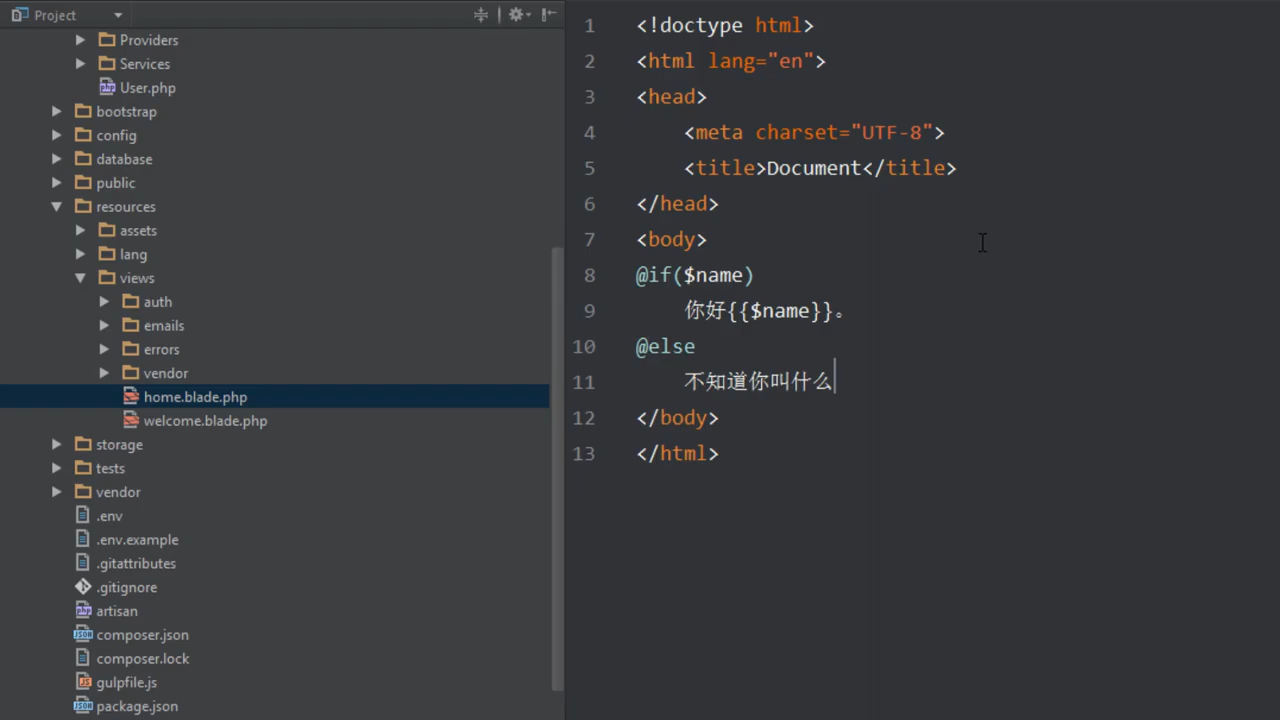 Project
Providers
Services
User.php
bootstrap
config
database
public
resources
assets
lang
views
auth
emails
errors
vendor
home.blade.php
welcome.blade.php
storage
tests
vendor
.env
.env.example
.gitattributes
.gitignore
artisan
composer.json
composer.lock
gulpfile.js
package.json
1 <!doctype html>
2 <html lang="en">
3 <head>
4 <meta charset="UTF-8">
5 <title>Document</title>
6 </head>
7 <body>
8 @if($name)
9 你好{{$name}}。
10 @else
11 不知道你叫什么
12 </body>
13 </html>